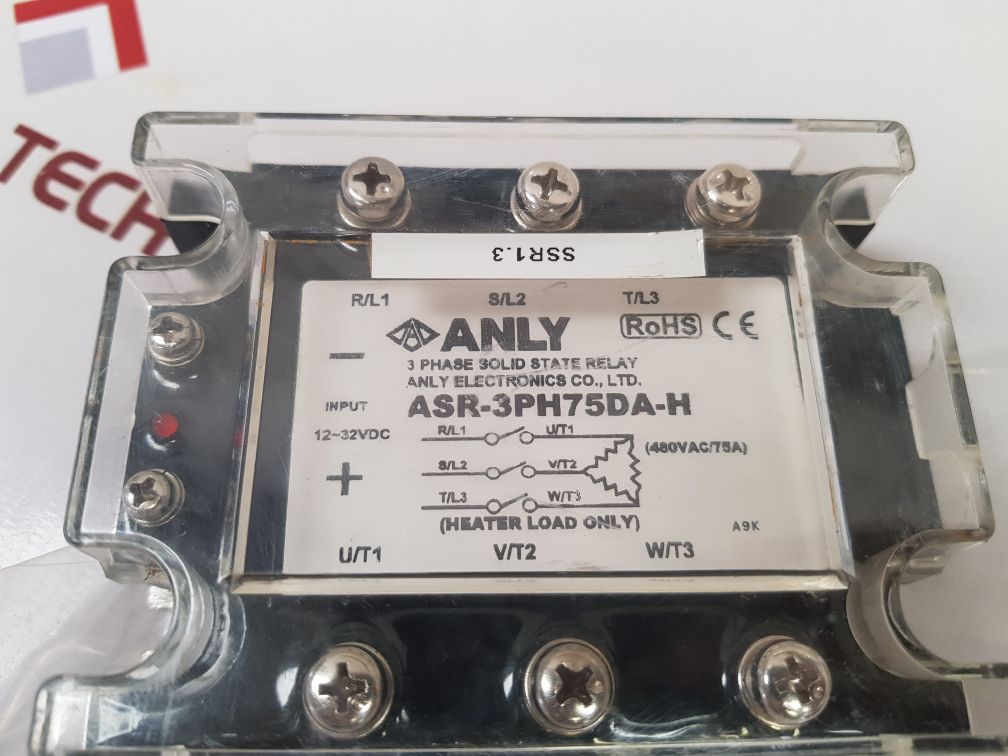 TECH
SSR1.3
R/L1 S/L2 T/L3
ANLY RoHS CE
3 PHASE SOLID STATE RELAY
ANLY ELECTRONICS CO., LTD.
INPUT ASR-3PH75DA-H
12~32VDC
R/L1 U/T1 (480VAC/75A)
S/L2 V/T2
T/L3 W/T3
(HEATER LOAD ONLY)
A9K
U/T1 V/T2 W/T3